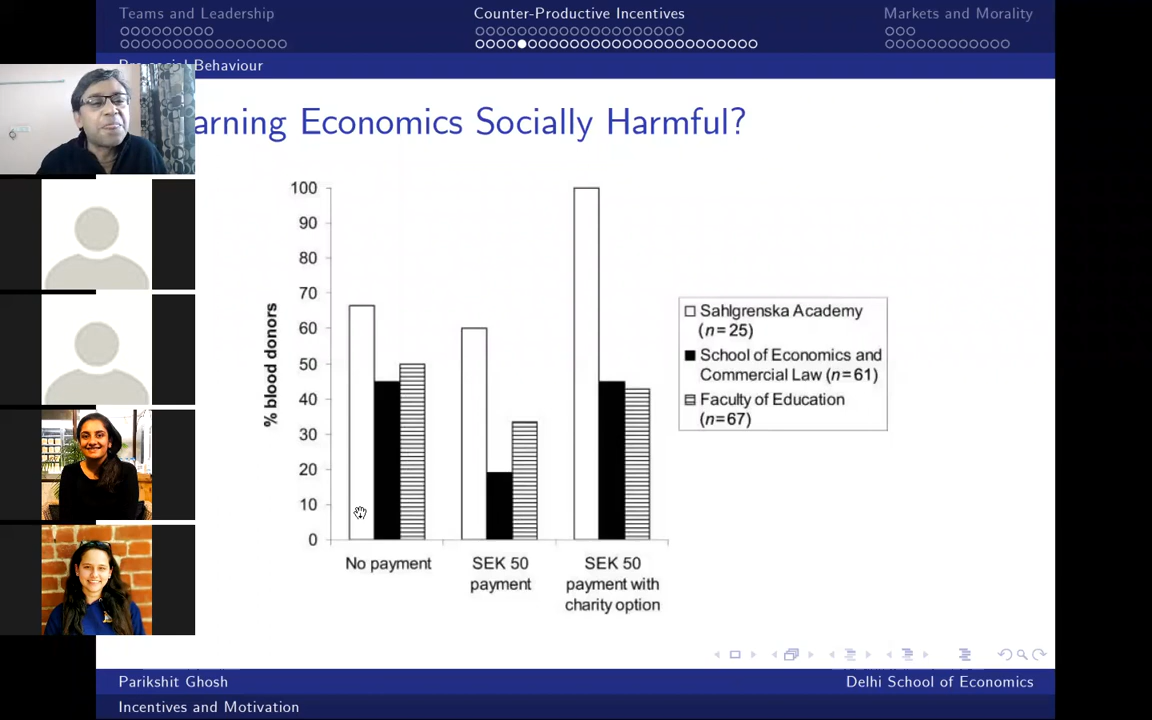 Teams and Leadership
Counter-Productive Incentives
Markets and Morality
Behaviour
arning Economics Socially Harmful?
100
90
80
70
60
50
40
30
20
10
0
% blood donors
No payment
SEK 50
payment
SEK 50
payment with
charity option
Sahlgrenska Academy
(n=25)
School of Economics and
Commercial Law (n=61)
Faculty of Education
(n=67)
Parikshit Ghosh
Delhi School of Economics
Incentives and Motivation